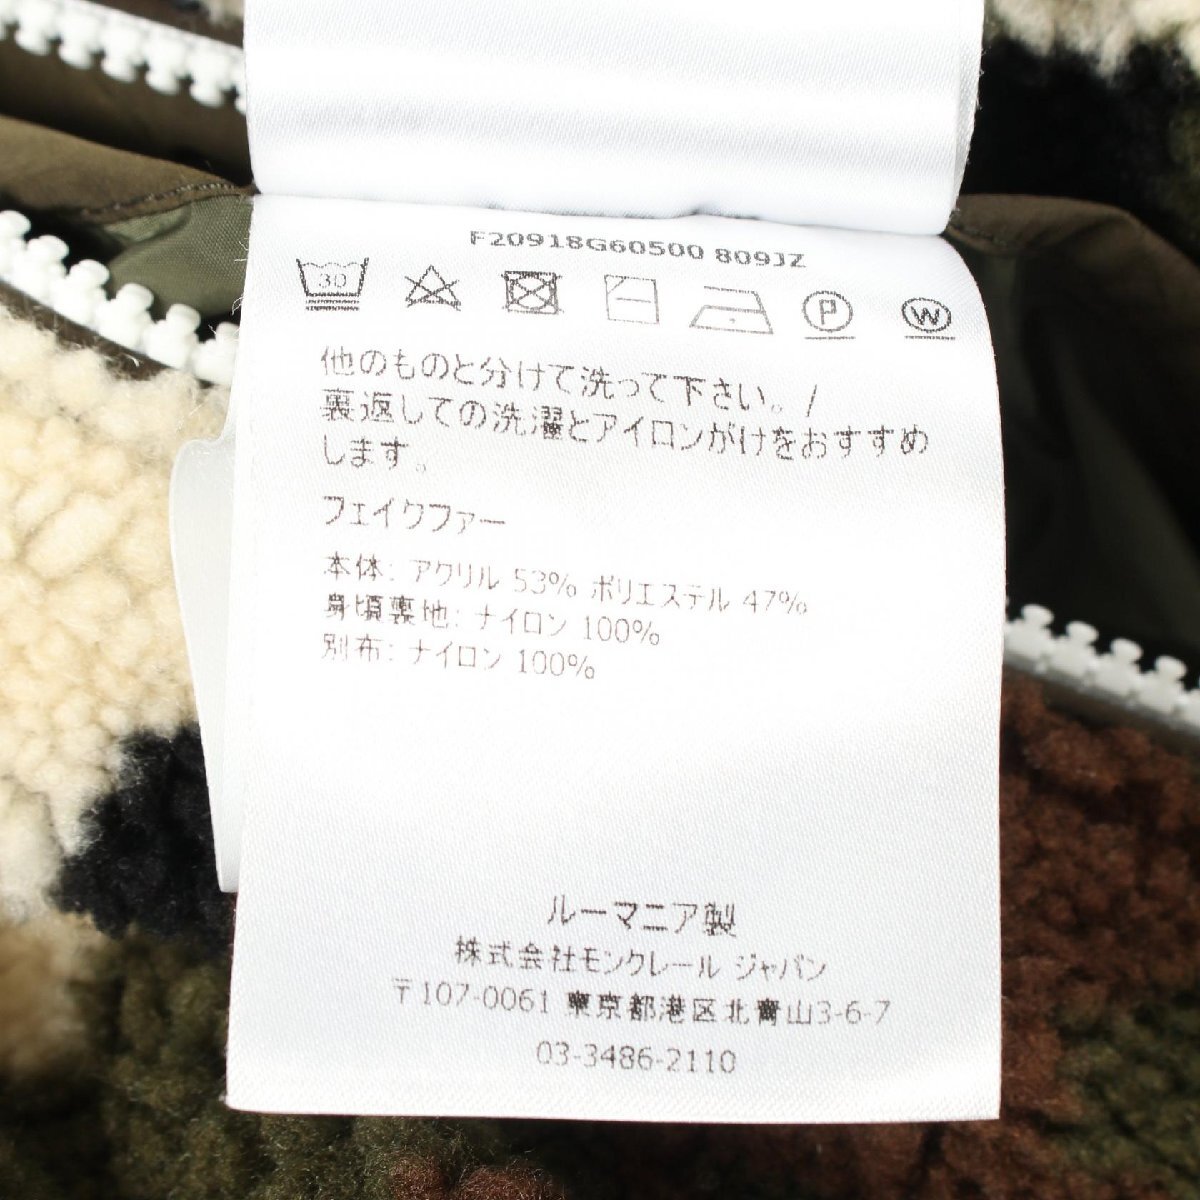 F20918G60500 809JZ
30
P
W
他のものと分けて洗って下さい。/
裏返しての洗濯とアイロンがけをおすすめ
します。
フェイクファー
本体: アクリル 53% ポリエステル 47%
身頃裏地: ナイロン 100%
別布: ナイロン 100%
ルーマニア製
株式会社モンクレール ジャパン
〒107-0061 東京都港区北青山3-6-7
03-3486-2110